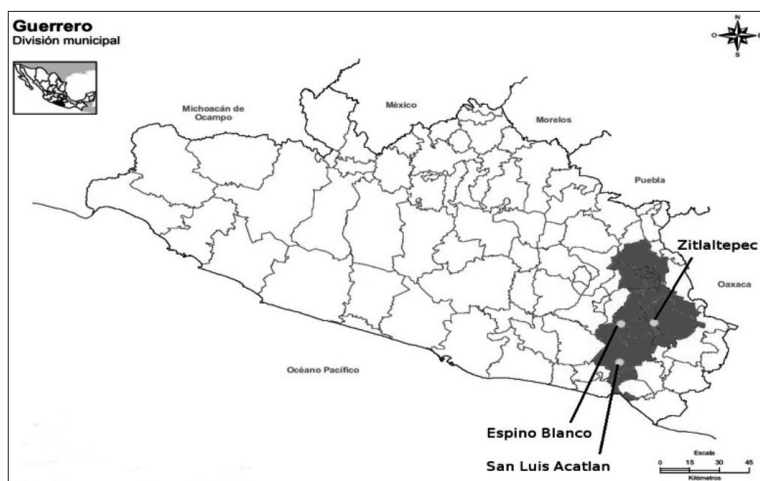 Guerrero
División municipal
N
O
E
S
Michoacán de
Ocampo
México
Morelos
Puebla
Zitlaltepec
Oaxaca
Océano Pacífico
Espino Blanco
San Luis Acatlan
Escala
0 15 30 45
Kilómetros